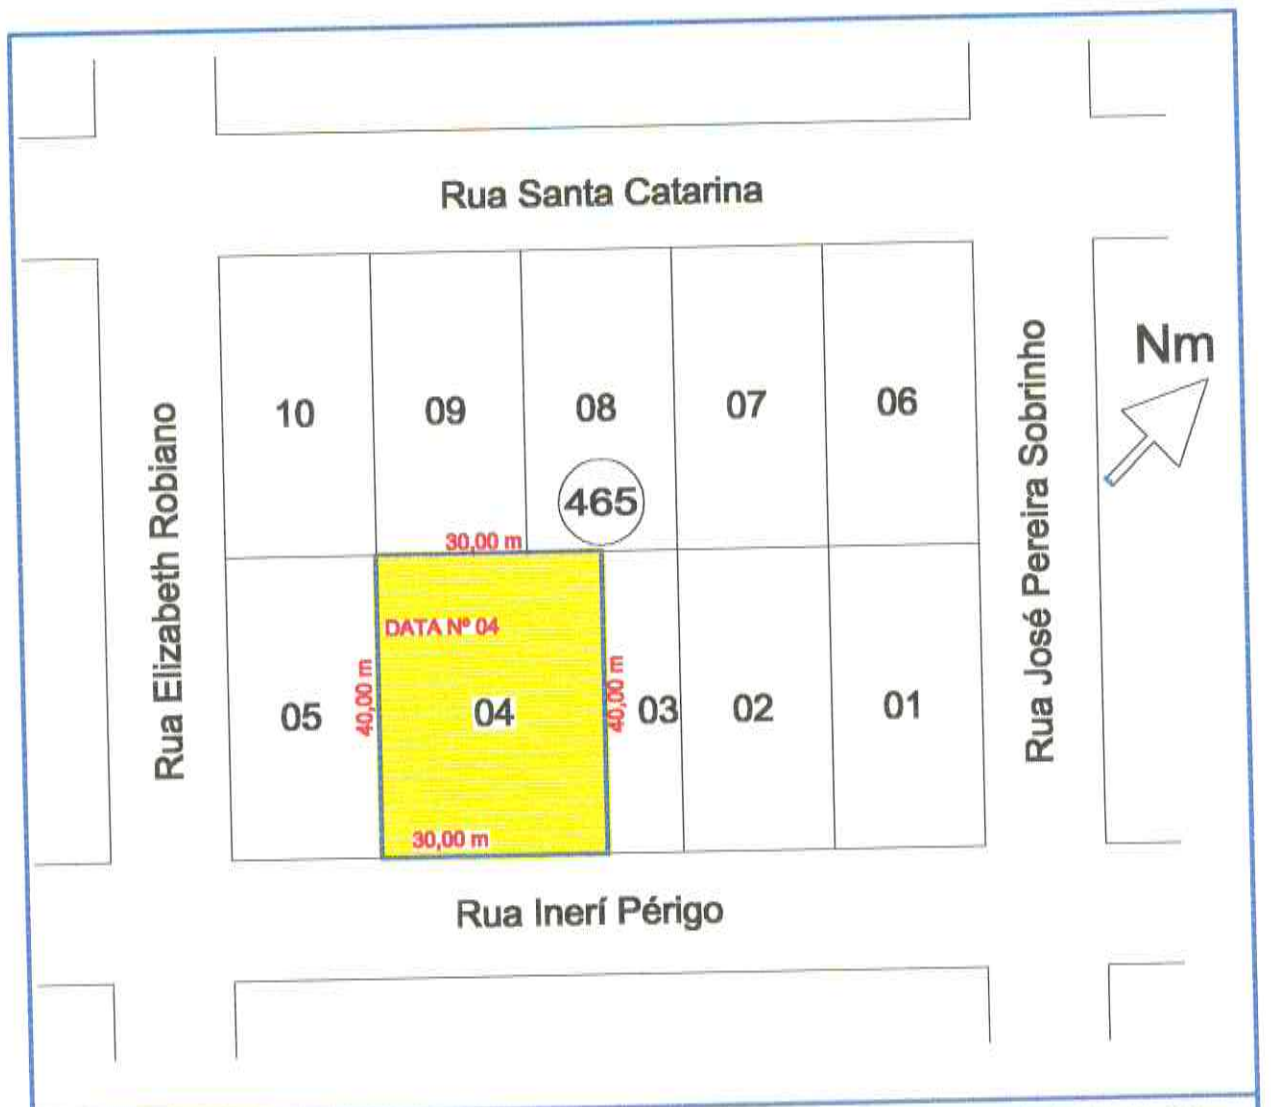 Rua Santa Catarina
Nm
Rua Elizabeth Robiano
Rua José Pereira Sobrinho
10
09
08
07
06
465
30,00 m
DATA Nº 04
05
40,00 m
04
40,00 m
03
02
01
30,00 m
Rua Inerí Périgo